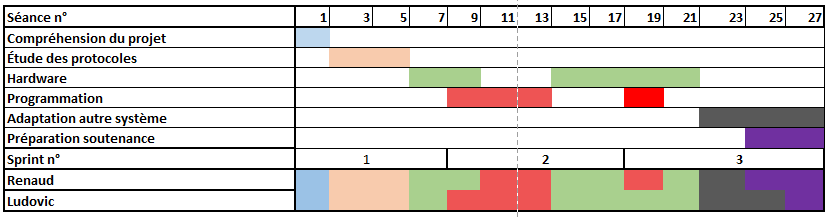 Séance n° 1 3 5 7 9 11 13 15 17 19 21 23 25 27
Compréhension du projet
Étude des protocoles
Hardware
Programmation
Adaptation autre système
Préparation soutenance
Sprint n° 1 2 3
Renaud
Ludovic